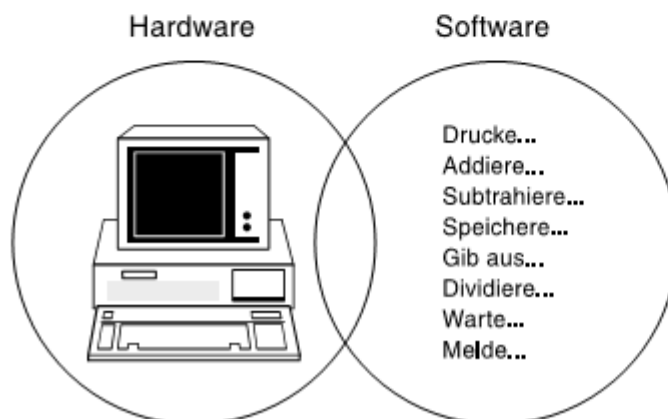 Hardware
Software
Drucke...
Addiere...
Subtrahiere...
Speichere...
Gib aus...
Dividiere...
Warte...
Melde...